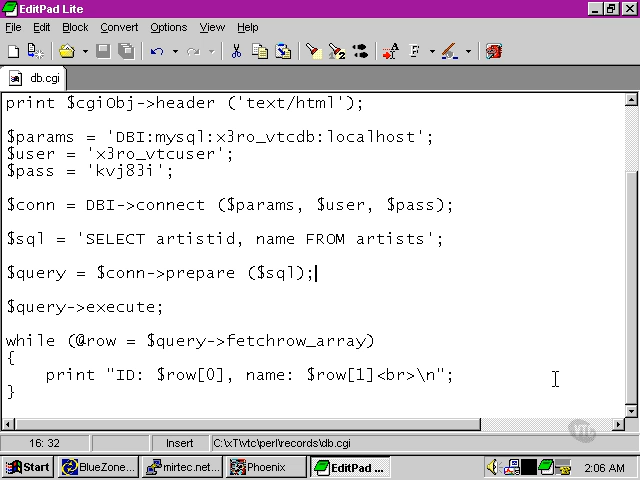 EditPad Lite
File Edit Block Convert Options View Help
db.cgi
print $cgiObj->header ('text/html');
$params = 'DBI:mysql:x3ro_vtcdb:localhost';
$user = 'x3ro_vtcuser';
$pass = 'kvj83i';
$conn = DBI->connect ($params, $user, $pass);
$sql = 'SELECT artistid, name FROM artists';
$query = $conn->prepare ($sql);
$query->execute;
while (@row = $query->fetchrow_array)
{
    print "ID: $row[0], name: $row[1]<br>\n";
}
VTC
16: 32 Insert C:\xT\vtc\perl\records\db.cgi
Start BlueZone... mirtec.net... Phoenix EditPad ... 2:06 AM